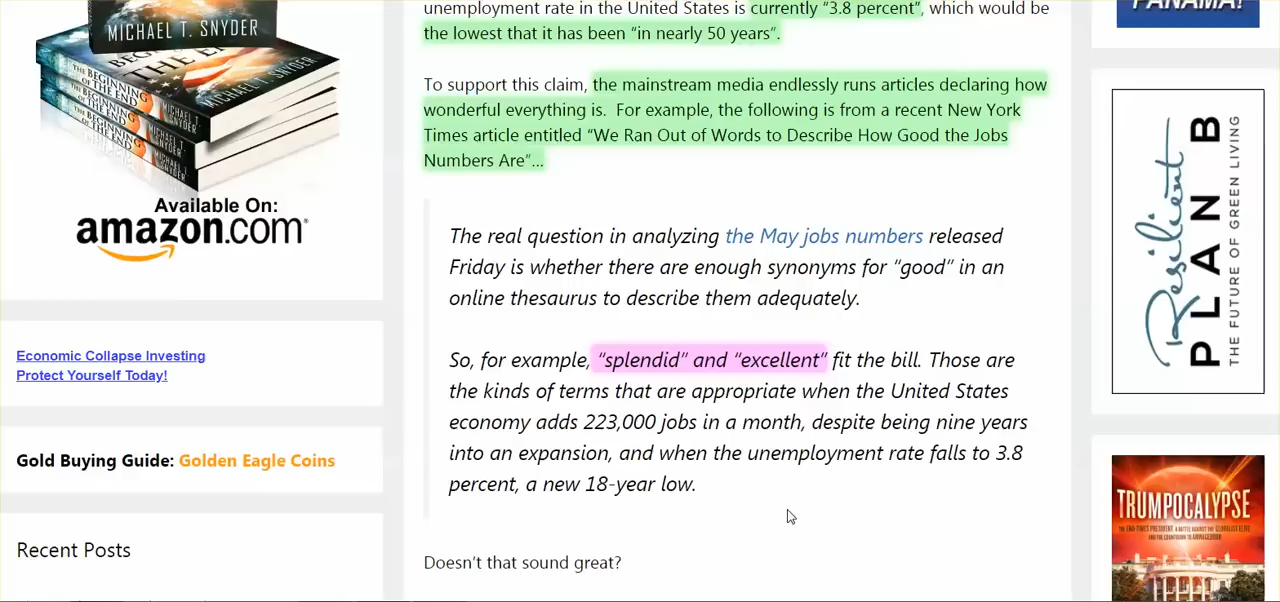 MICHAEL T. SNYDER
THE BEGINNING
OF THE END
MICHAEL T. SNYDER
Available On:
amazon.com
Economic Collapse Investing
Protect Yourself Today!
Gold Buying Guide: Golden Eagle Coins
Recent Posts
unemployment rate in the United States is currently “3.8 percent”, which would be
the lowest that it has been “in nearly 50 years”.
To support this claim, the mainstream media endlessly runs articles declaring how
wonderful everything is.  For example, the following is from a recent New York
Times article entitled “We Ran Out of Words to Describe How Good the Jobs
Numbers Are”…
The real question in analyzing the May jobs numbers released
Friday is whether there are enough synonyms for “good” in an
online thesaurus to describe them adequately.
So, for example, “splendid” and “excellent” fit the bill. Those are
the kinds of terms that are appropriate when the United States
economy adds 223,000 jobs in a month, despite being nine years
into an expansion, and when the unemployment rate falls to 3.8
percent, a new 18-year low.
Doesn’t that sound great?
PANAMA!
Resilient
PLAN B
THE FUTURE OF GREEN LIVING
TRUMPOCALYPSE